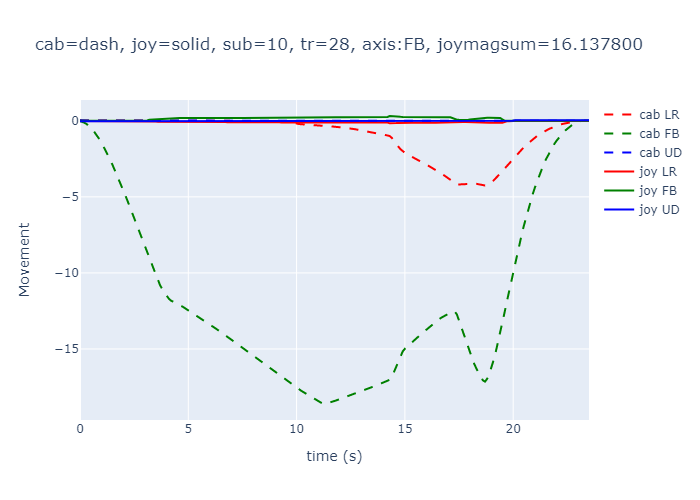 cab=dash, joy=solid, sub=10, tr=28, axis:FB, joymagsum=16.137800
cab LR
cab FB
cab UD
joy LR
joy FB
joy UD
Movement
0
−5
−10
−15
0
5
10
15
20
time (s)